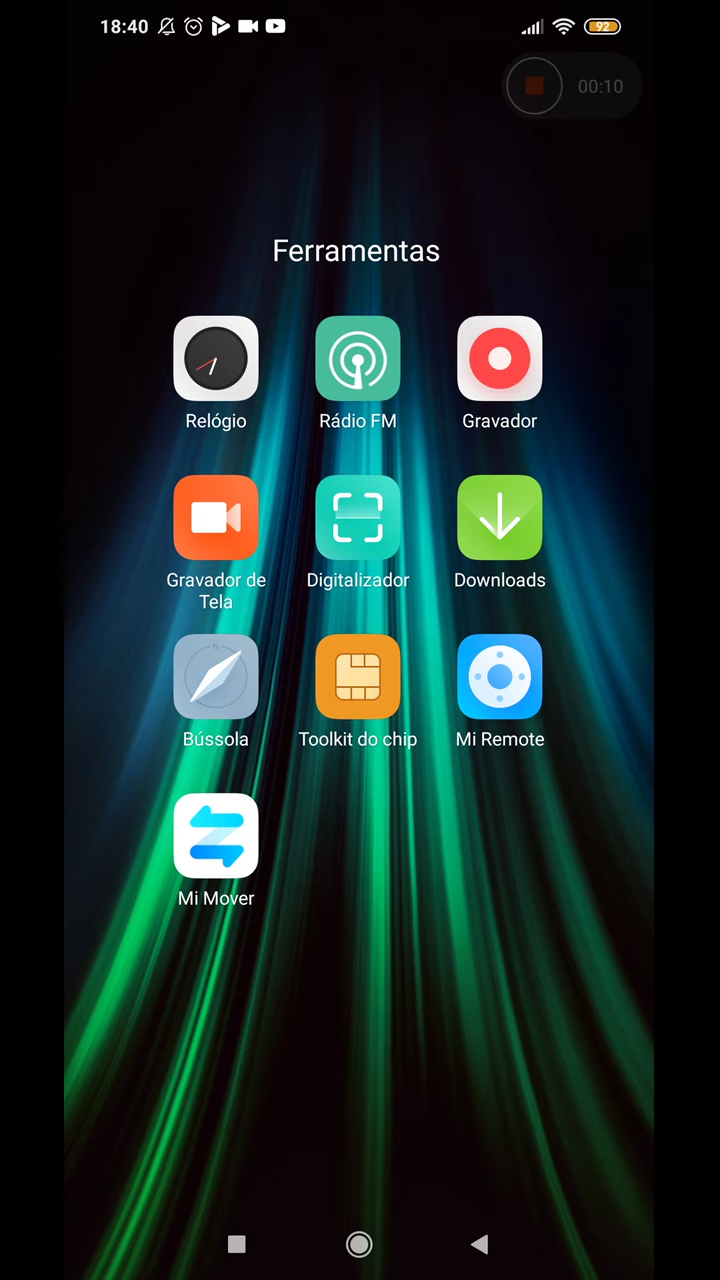 18:40
92
00:10
Ferramentas
Relógio
Rádio FM
Gravador
Gravador de
Tela
Digitalizador
Downloads
N
Bússola
Toolkit do chip
Mi Remote
Mi Mover